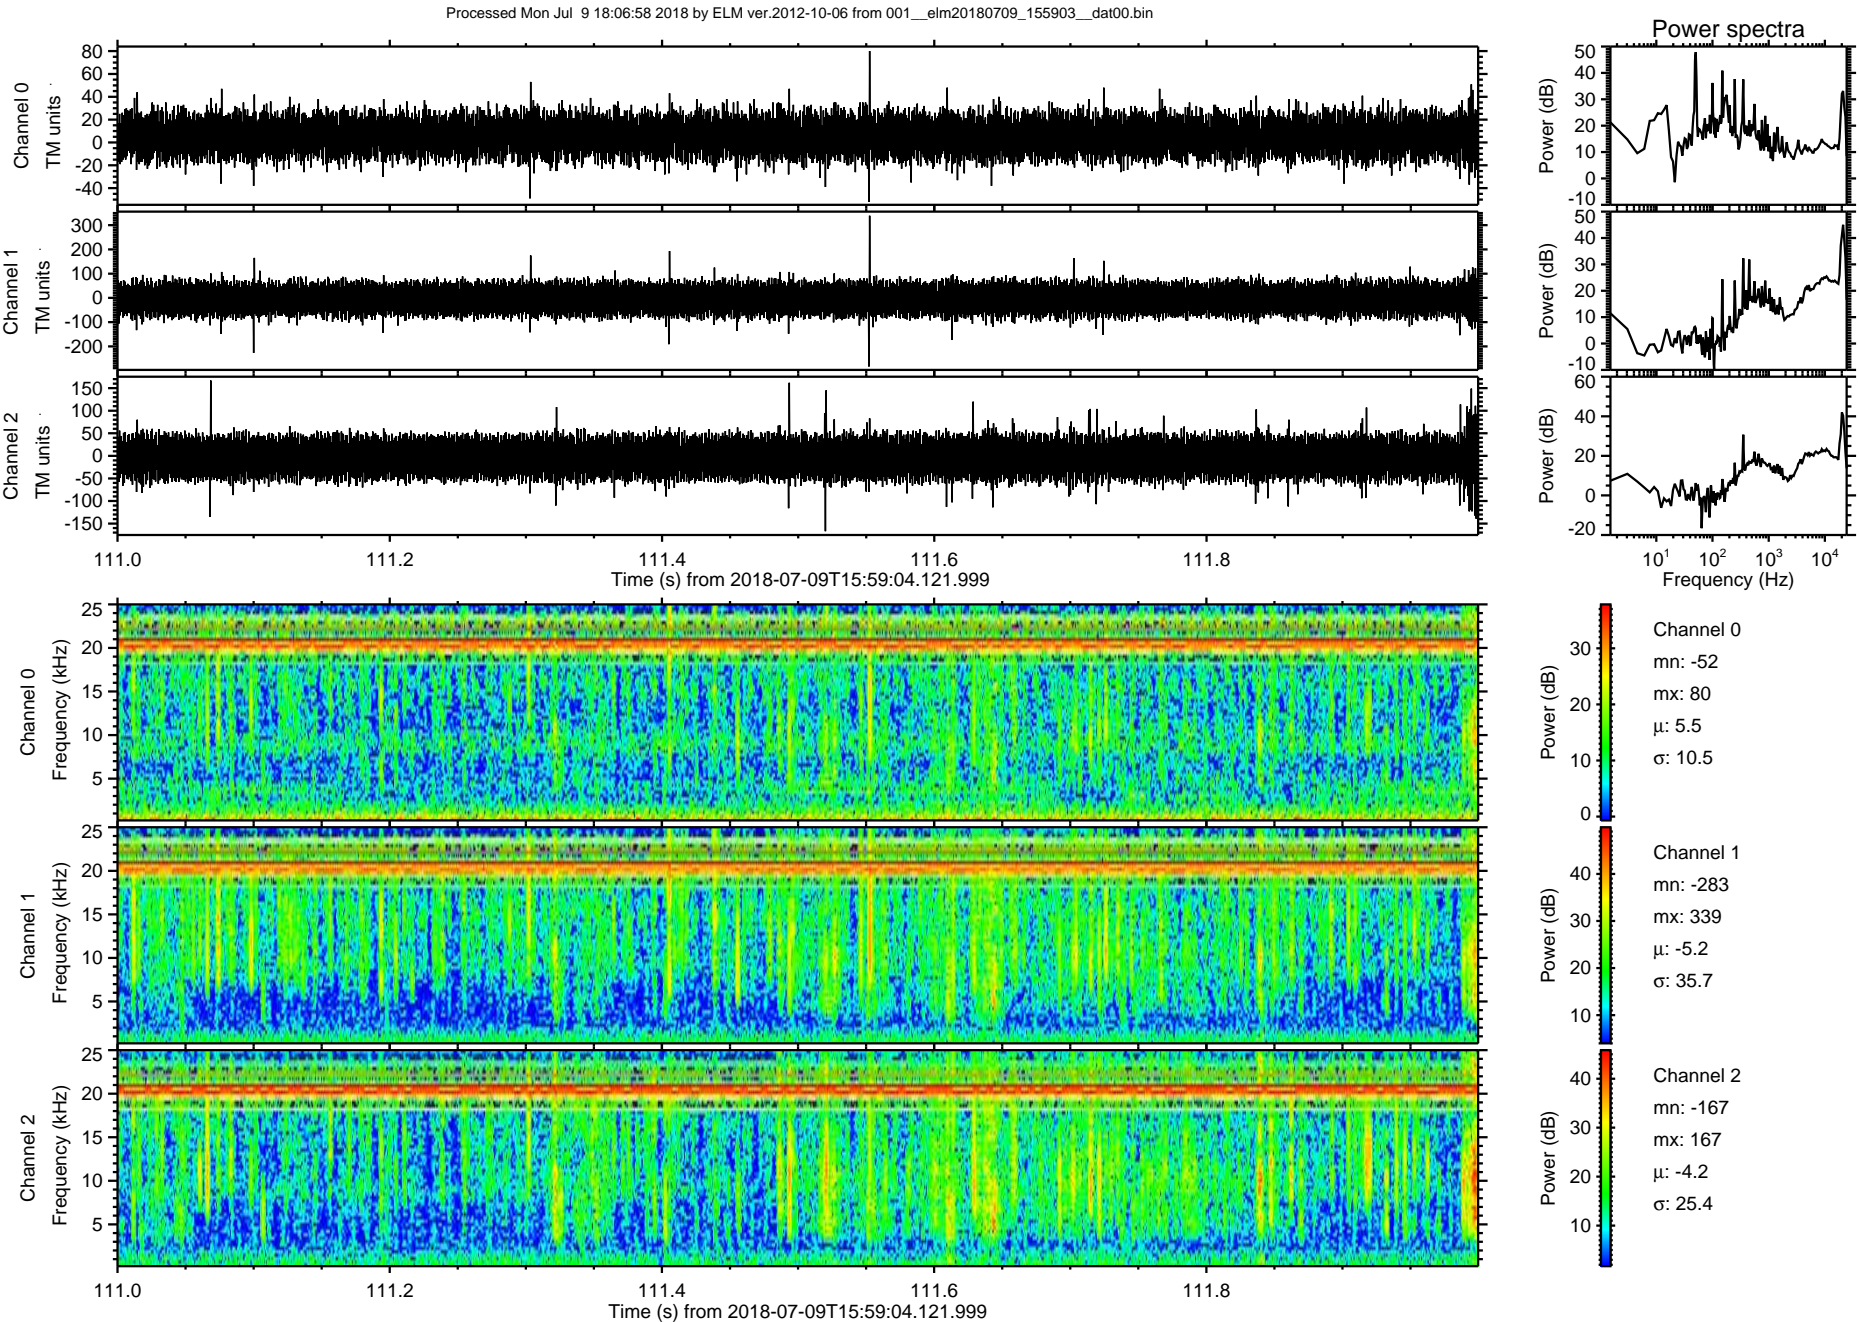 Processed Mon Jul  9 18:06:58 2018 by ELM ver.2012-10-06 from 001__elm20180709_155903__dat00.bin
Power spectra
Channel 0
TM units
80
60
40
20
0
-20
-40
Power (dB)
50
40
30
20
10
0
-10
Channel 1
TM units
300
200
100
0
-100
-200
Power (dB)
50
40
30
20
10
0
-10
Channel 2
TM units
150
100
50
0
-50
-100
-150
Power (dB)
60
40
20
0
-20
111.0 111.2 111.4 111.6 111.8
Time (s) from 2018-07-09T15:59:04.121.999
10¹ 10² 10³ 10⁴
Frequency (Hz)
Channel 0
Frequency (kHz)
25
20
15
10
5
Power (dB)
30
20
10
0
Channel 0
mn: -52
mx: 80
μ: 5.5
σ: 10.5
Channel 1
Frequency (kHz)
25
20
15
10
5
Power (dB)
40
30
20
10
Channel 1
mn: -283
mx: 339
μ: -5.2
σ: 35.7
Channel 2
Frequency (kHz)
25
20
15
10
5
Power (dB)
40
30
20
10
Channel 2
mn: -167
mx: 167
μ: -4.2
σ: 25.4
111.0 111.2 111.4 111.6 111.8
Time (s) from 2018-07-09T15:59:04.121.999